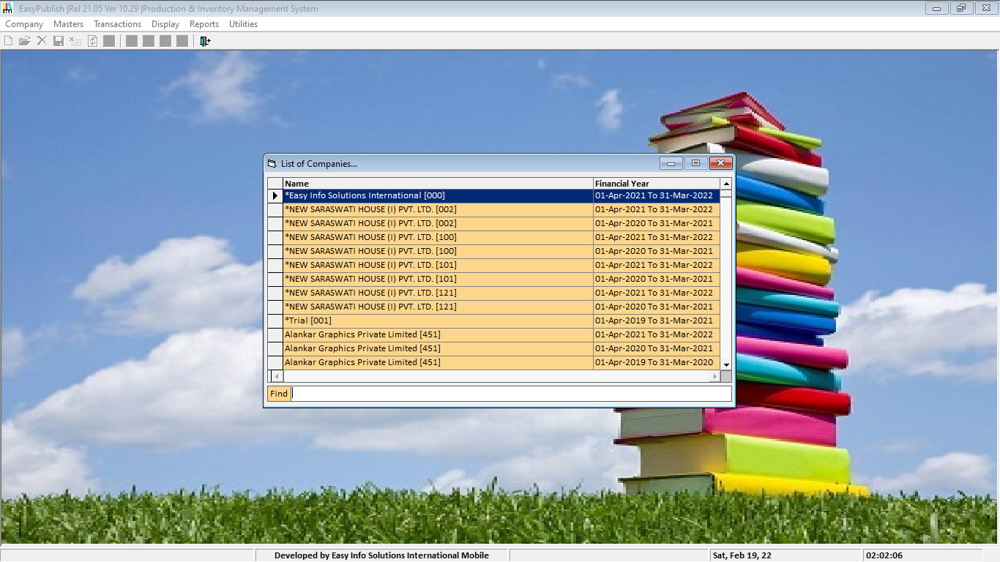 EasyPublish |Rel 21.05 Ver 10.29 |Production & Inventory Management System
Company Masters Transactions Display Reports Utilities
List of Companies...
Name Financial Year
*Easy Info Solutions International [000] 01-Apr-2021 To 31-Mar-2022
*NEW SARASWATI HOUSE (I) PVT. LTD. [002] 01-Apr-2021 To 31-Mar-2022
*NEW SARASWATI HOUSE (I) PVT. LTD. [002] 01-Apr-2020 To 31-Mar-2021
*NEW SARASWATI HOUSE (I) PVT. LTD. [100] 01-Apr-2021 To 31-Mar-2022
*NEW SARASWATI HOUSE (I) PVT. LTD. [100] 01-Apr-2020 To 31-Mar-2021
*NEW SARASWATI HOUSE (I) PVT. LTD. [101] 01-Apr-2021 To 31-Mar-2022
*NEW SARASWATI HOUSE (I) PVT. LTD. [101] 01-Apr-2020 To 31-Mar-2021
*NEW SARASWATI HOUSE (I) PVT. LTD. [121] 01-Apr-2021 To 31-Mar-2022
*NEW SARASWATI HOUSE (I) PVT. LTD. [121] 01-Apr-2020 To 31-Mar-2021
*Trial [001] 01-Apr-2019 To 31-Mar-2021
Alankar Graphics Private Limited [451] 01-Apr-2021 To 31-Mar-2022
Alankar Graphics Private Limited [451] 01-Apr-2020 To 31-Mar-2021
Alankar Graphics Private Limited [451] 01-Apr-2019 To 31-Mar-2020
Find
Developed by Easy Info Solutions International Mobile Sat, Feb 19, 22 02:02:06